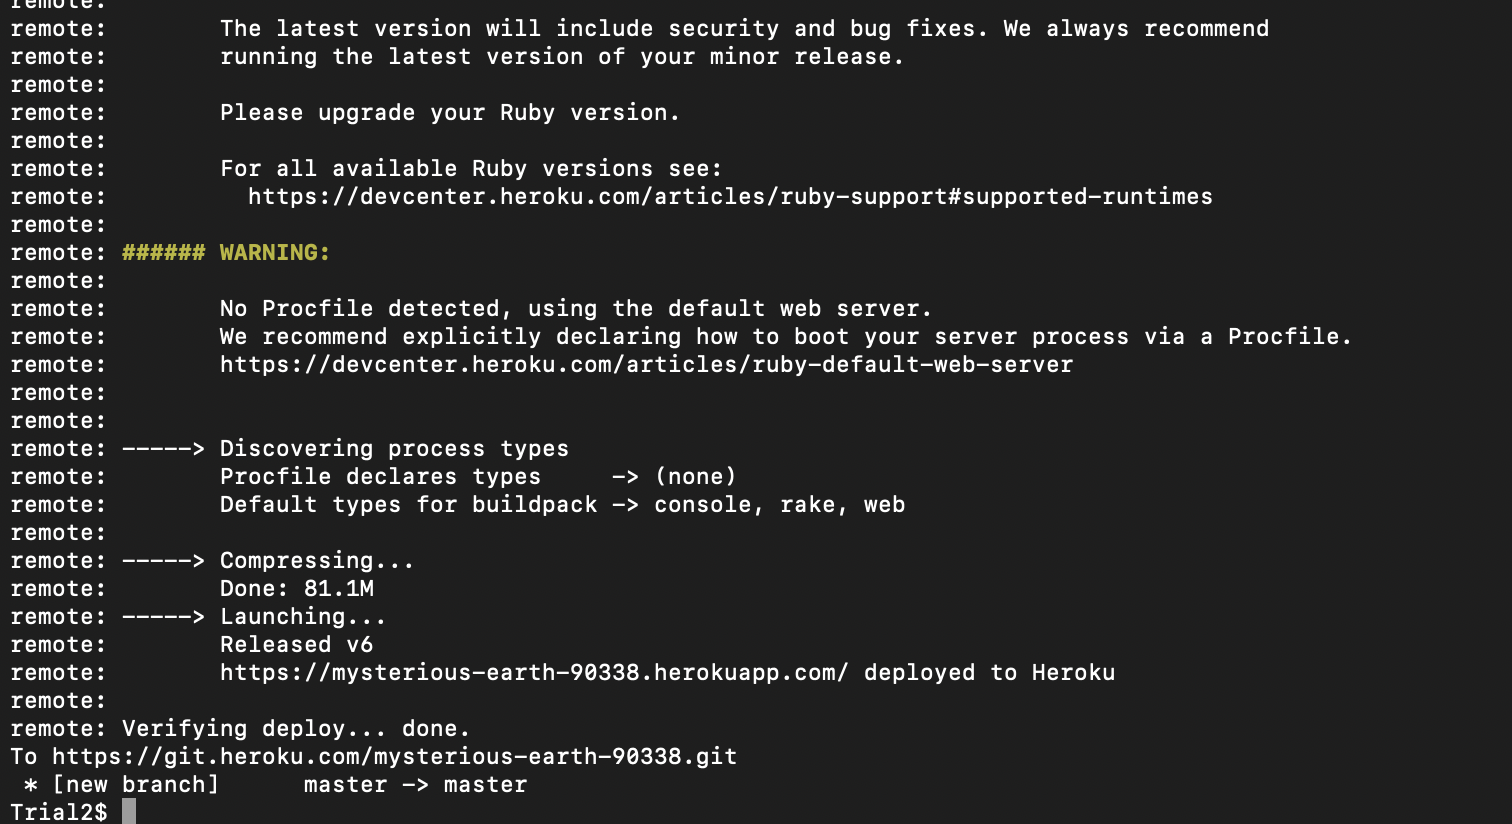 remote:
remote:        The latest version will include security and bug fixes. We always recommend
remote:        running the latest version of your minor release.
remote:
remote:        Please upgrade your Ruby version.
remote:
remote:        For all available Ruby versions see:
remote:          https://devcenter.heroku.com/articles/ruby-support#supported-runtimes
remote:
remote: ###### WARNING:
remote:
remote:        No Procfile detected, using the default web server.
remote:        We recommend explicitly declaring how to boot your server process via a Procfile.
remote:        https://devcenter.heroku.com/articles/ruby-default-web-server
remote:
remote:
remote: -----> Discovering process types
remote:        Procfile declares types     -> (none)
remote:        Default types for buildpack -> console, rake, web
remote:
remote: -----> Compressing...
remote:        Done: 81.1M
remote: -----> Launching...
remote:        Released v6
remote:        https://mysterious-earth-90338.herokuapp.com/ deployed to Heroku
remote:
remote: Verifying deploy... done.
To https://git.heroku.com/mysterious-earth-90338.git
 * [new branch]      master -> master
Trial2$